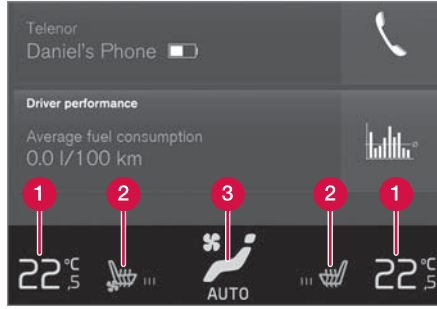 Telenor
Daniel's Phone
Driver performance
Average fuel consumption
0.0 l/100 km
1 2 3 2 1
22,5 °C 22,5 °C
AUTO